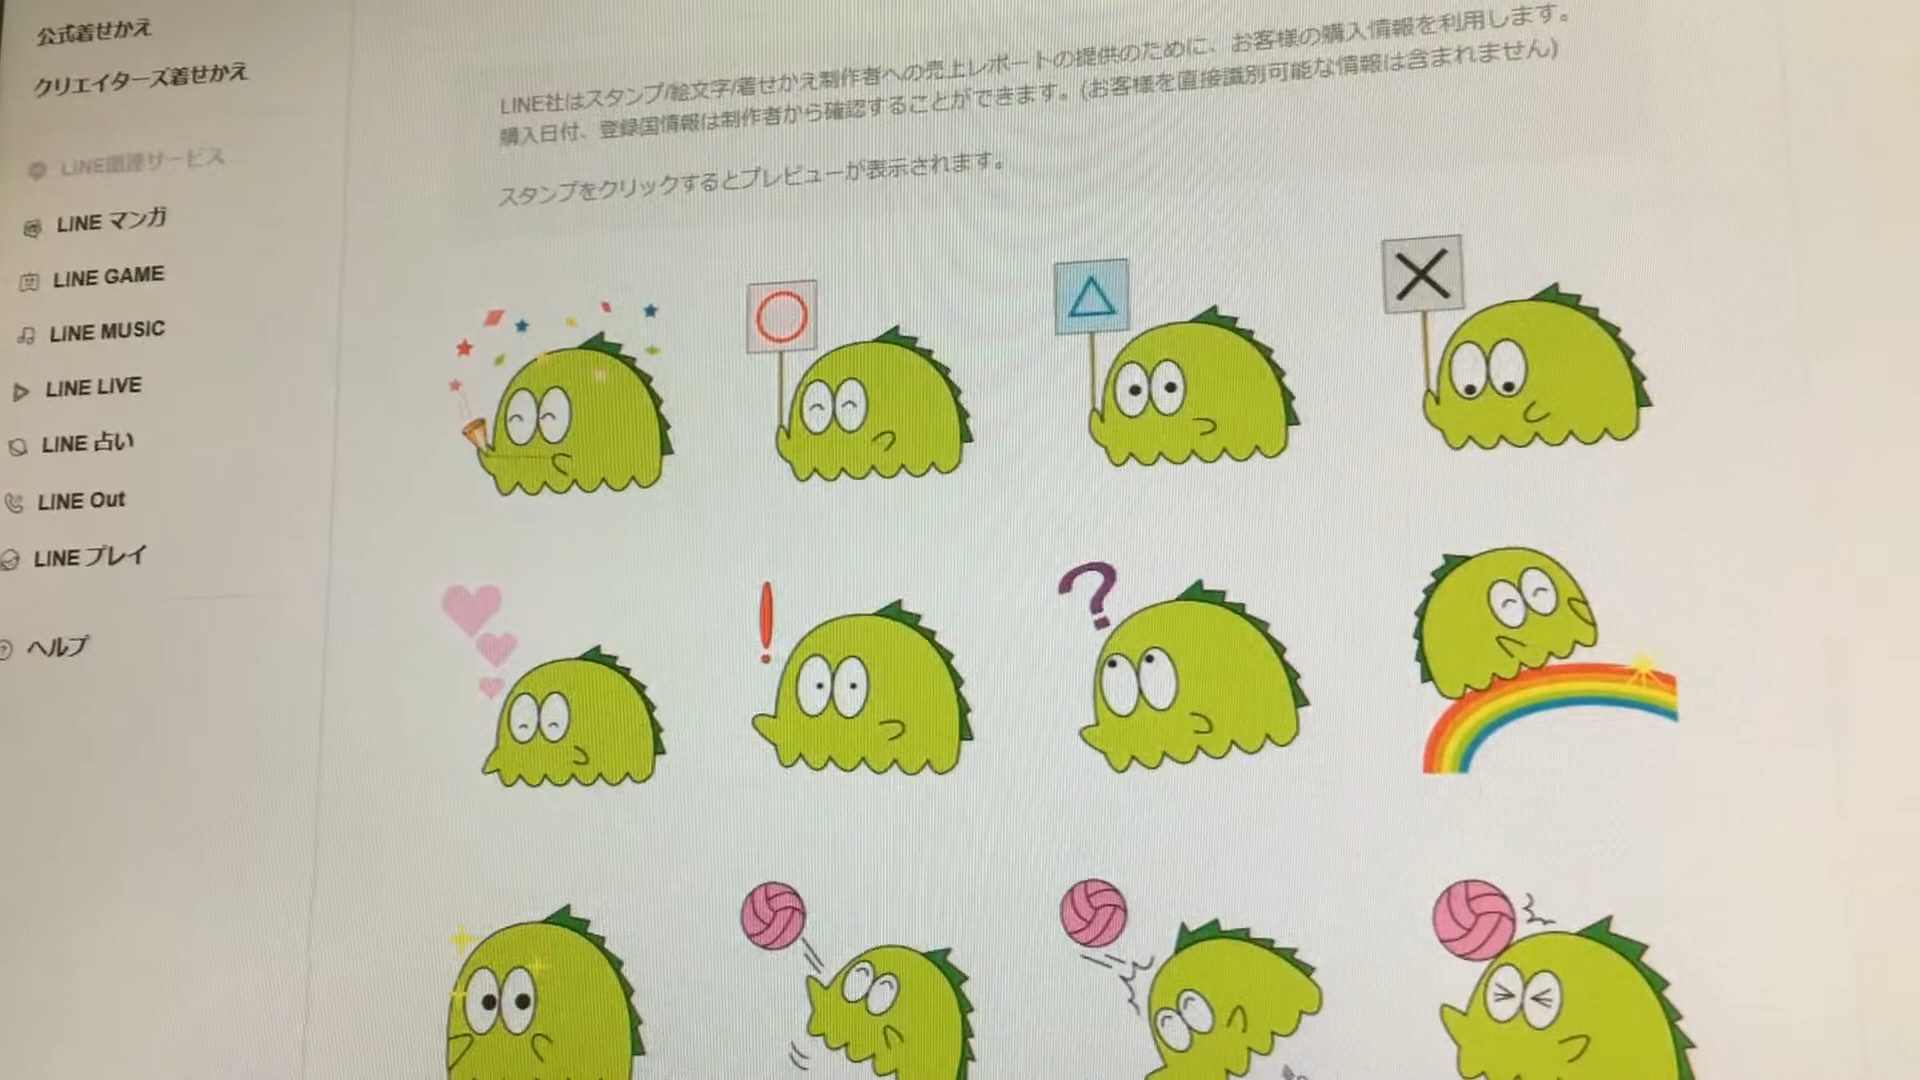 公式着せかえ
クリエイターズ着せかえ
LINE関連サービス
LINE マンガ
LINE GAME
LINE MUSIC
LINE LIVE
LINE 占い
LINE Out
LINE プレイ
ヘルプ
LINE社はスタンプ/絵文字/着せかえ制作者への売上レポートの提供のために、お客様の購入情報を利用します。
購入日付、登録国情報は制作者から確認することができます。(お客様を直接識別可能な情報は含まれません)
スタンプをクリックするとプレビューが表示されます。
!
?